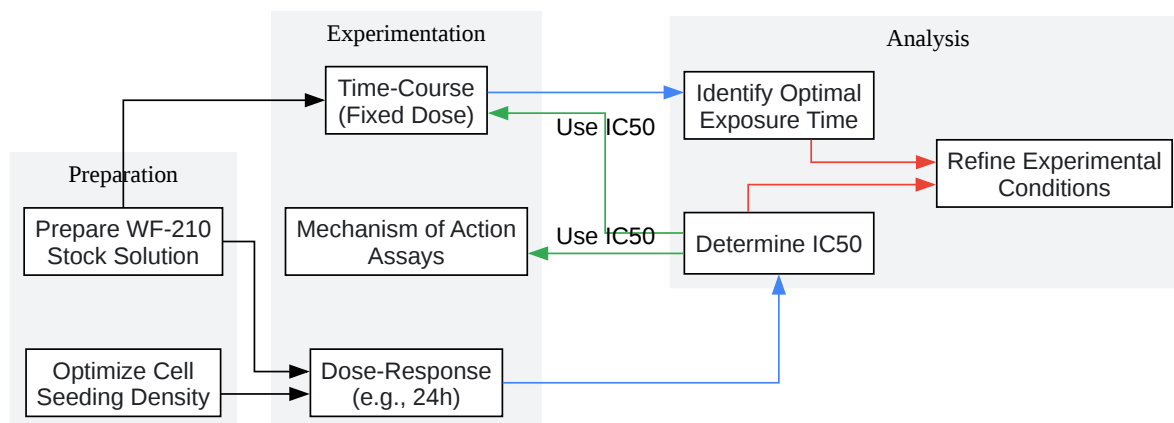 Experimentation
Analysis
Time-Course
(Fixed Dose)
Identify Optimal
Exposure Time
Use IC50
Refine Experimental
Conditions
Preparation
Prepare WF-210
Stock Solution
Mechanism of Action
Assays
Use IC50
Determine IC50
Optimize Cell
Seeding Density
Dose-Response
(e.g., 24h)